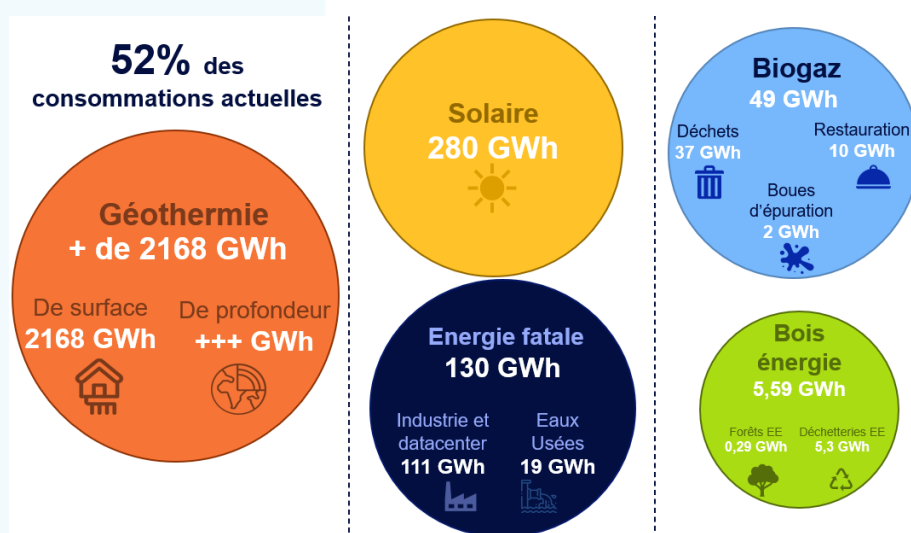 52% des
consommations actuelles
Géothermie
+ de 2168 GWh
De surface
2168 GWh
De profondeur
+++ GWh
Solaire
280 GWh
Energie fatale
130 GWh
Industrie et
datacenter
111 GWh
Eaux
Usées
19 GWh
Biogaz
49 GWh
Déchets
37 GWh
Restauration
10 GWh
Boues
d'épuration
2 GWh
Bois
énergie
5,59 GWh
Forêts EE
0,29 GWh
Déchetteries EE
5,3 GWh